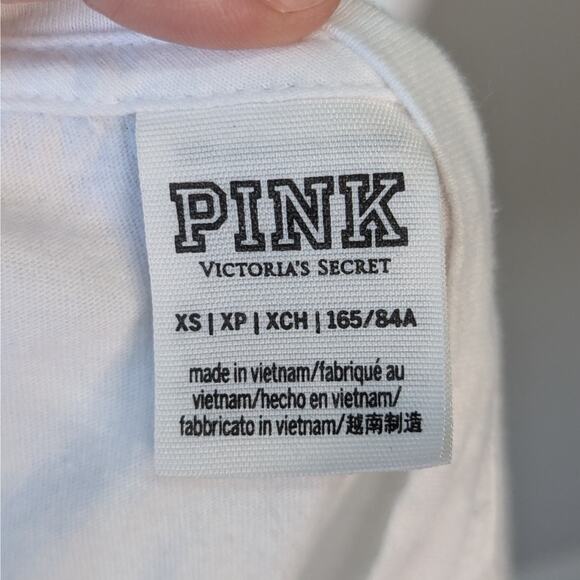 PINK
VICTORIA'S SECRET
XS | XP | XCH | 165/84A
made in vietnam/fabriqué au
vietnam/hecho en vietnam/
fabbricato in vietnam/越南制造